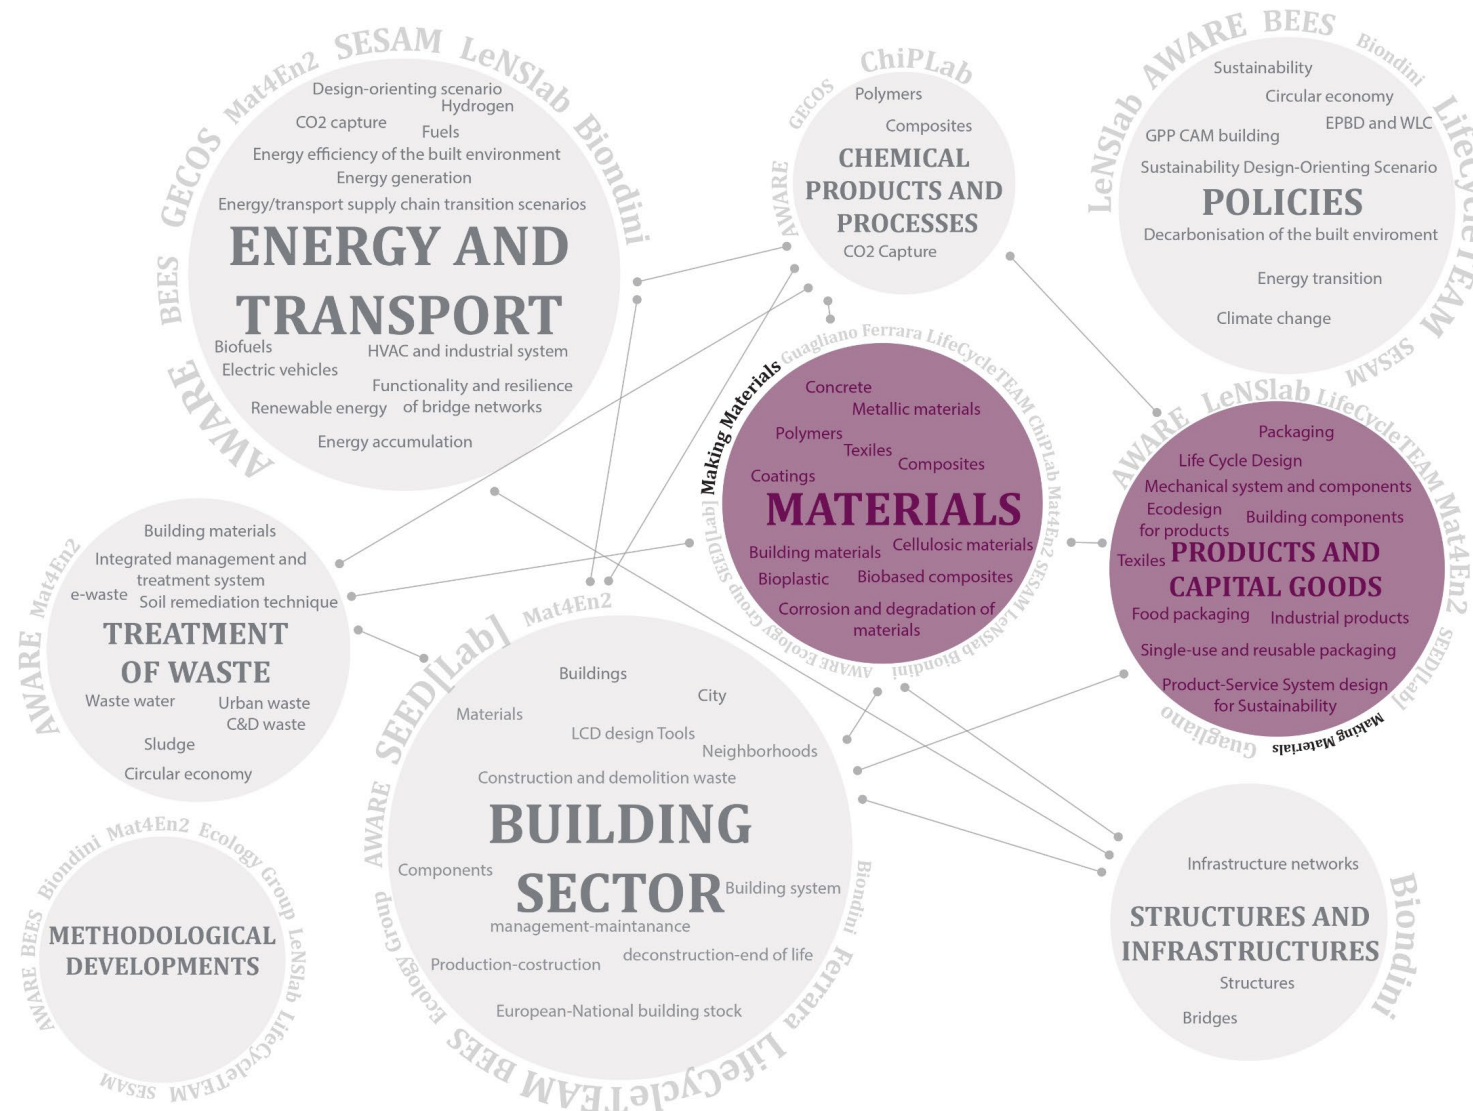 GECOS Mat4En2 SESAM LeNSlab Biondini
BEES
AWARE
Design-orienting scenario
Hydrogen
CO2 capture
Fuels
Energy efficiency of the built environment
Energy generation
Energy/transport supply chain transition scenarios
ENERGY AND
TRANSPORT
Biofuels
HVAC and industrial system
Electric vehicles
Functionality and resilience
of bridge networks
Renewable energy
Energy accumulation
AWARE GECOS ChiPLab
Polymers
Composites
CHEMICAL
PRODUCTS AND
PROCESSES
CO2 Capture
LeNSlab AWARE BEES Biondini LifeCycleTEAM SESAM
Sustainability
Circular economy
EPBD and WLC
GPP CAM building
Sustainability Design-Orienting Scenario
POLICIES
Decarbonisation of the built enviroment
Energy transition
Climate change
Making Materials Guagliano Ferrara LifeCycleTEAM ChiPLab Mat4En2 SESAM LeNSlab Biondini AWARE Ecology Group SEED[Lab]
Concrete
Metallic materials
Polymers
Texiles
Composites
Coatings
MATERIALS
Building materials
Cellulosic materials
Bioplastic
Biobased composites
Corrosion and degradation of
materials
AWARE LeNSlab LifeCycleTEAM Mat4En2 SEED[Lab] Making Materials Guagliano
Packaging
Life Cycle Design
Mechanical system and components
Ecodesign
for products
Building components
Texiles
PRODUCTS AND
CAPITAL GOODS
Food packaging
Industrial products
Single-use and reusable packaging
Product-Service System design
for Sustainability
AWARE Mat4En2
Building materials
Integrated management and
treatment system
e-waste
Soil remediation technique
TREATMENT
OF WASTE
Waste water
Urban waste
C&D waste
Sludge
Circular economy
AWARE SEED[Lab] Mat4En2
Buildings
City
Materials
LCD design Tools
Neighborhoods
Construction and demolition waste
BUILDING
SECTOR
Components
Building system
management-maintanance
deconstruction-end of life
Production-costruction
European-National building stock
Biondini Ferrara LifeCycleTEAM BEES Ecology Group
AWARE BEES Biondini Mat4En2 Ecology Group LeNSlab LifeCycleTEAM SESAM
METHODOLOGICAL
DEVELOPMENTS
Infrastructure networks
STRUCTURES AND
INFRASTRUCTURES
Structures
Bridges
Biondini